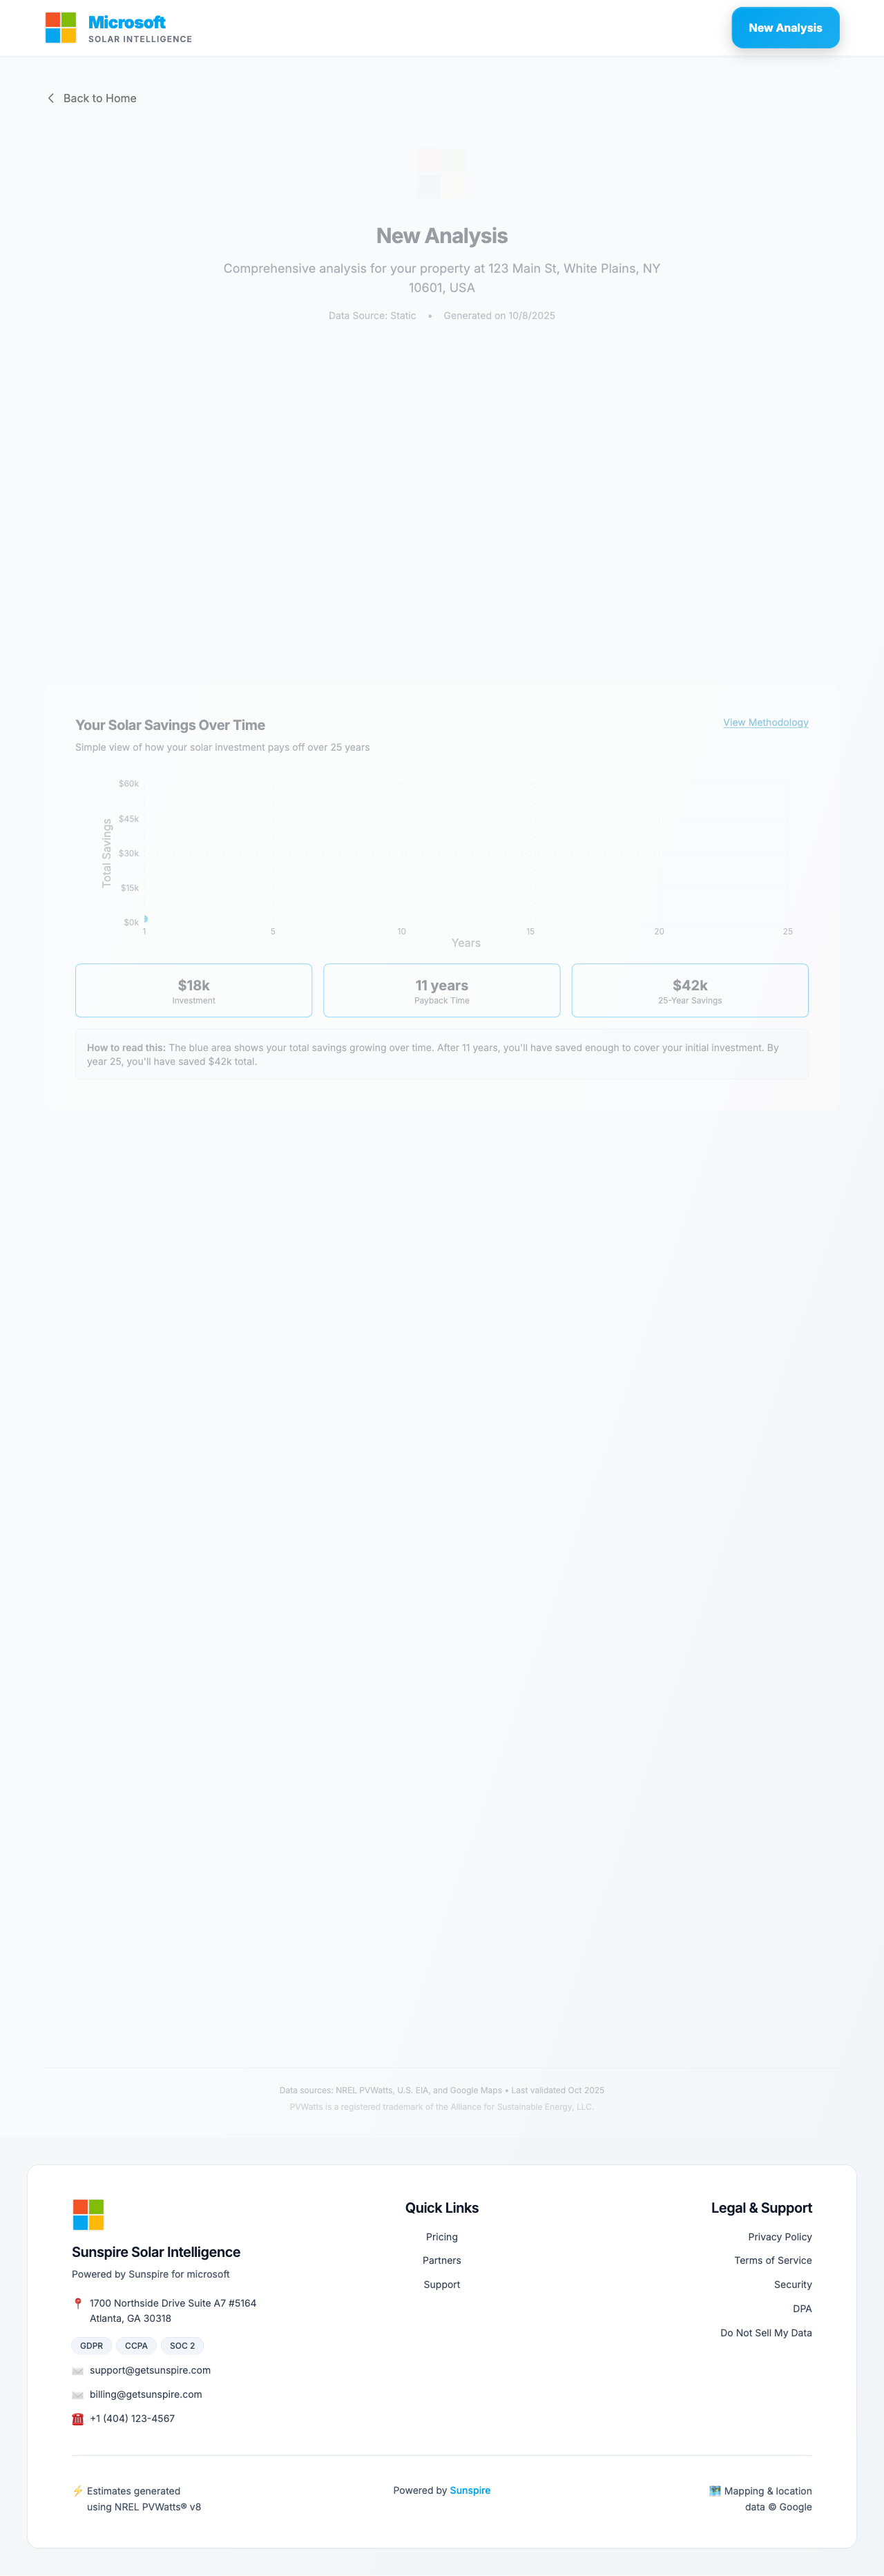 Microsoft
SOLAR INTELLIGENCE
New Analysis
Back to Home
New Analysis
Comprehensive analysis for your property at 123 Main St, White Plains, NY
10601, USA
Data Source: Static • Generated on 10/8/2025
Your Solar Savings Over Time
View Methodology
Simple view of how your solar investment pays off over 25 years
$60k
$45k
$30k
$15k
$0k
Total Savings
1 5 10 15 20 25
Years
$18k
Investment
11 years
Payback Time
$42k
25-Year Savings
How to read this: The blue area shows your total savings growing over time. After 11 years, you'll have saved enough to cover your initial investment. By
year 25, you'll have saved $42k total.
Data sources: NREL PVWatts, U.S. EIA, and Google Maps • Last validated Oct 2025
PVWatts is a registered trademark of the Alliance for Sustainable Energy, LLC.
Sunspire Solar Intelligence
Powered by Sunspire for microsoft
1700 Northside Drive Suite A7 #5164
Atlanta, GA 30318
GDPR CCPA SOC 2
support@getsunspire.com
billing@getsunspire.com
+1 (404) 123-4567
Quick Links
Pricing
Partners
Support
Legal & Support
Privacy Policy
Terms of Service
Security
DPA
Do Not Sell My Data
Estimates generated
using NREL PVWatts® v8
Powered by Sunspire
Mapping & location
data © Google